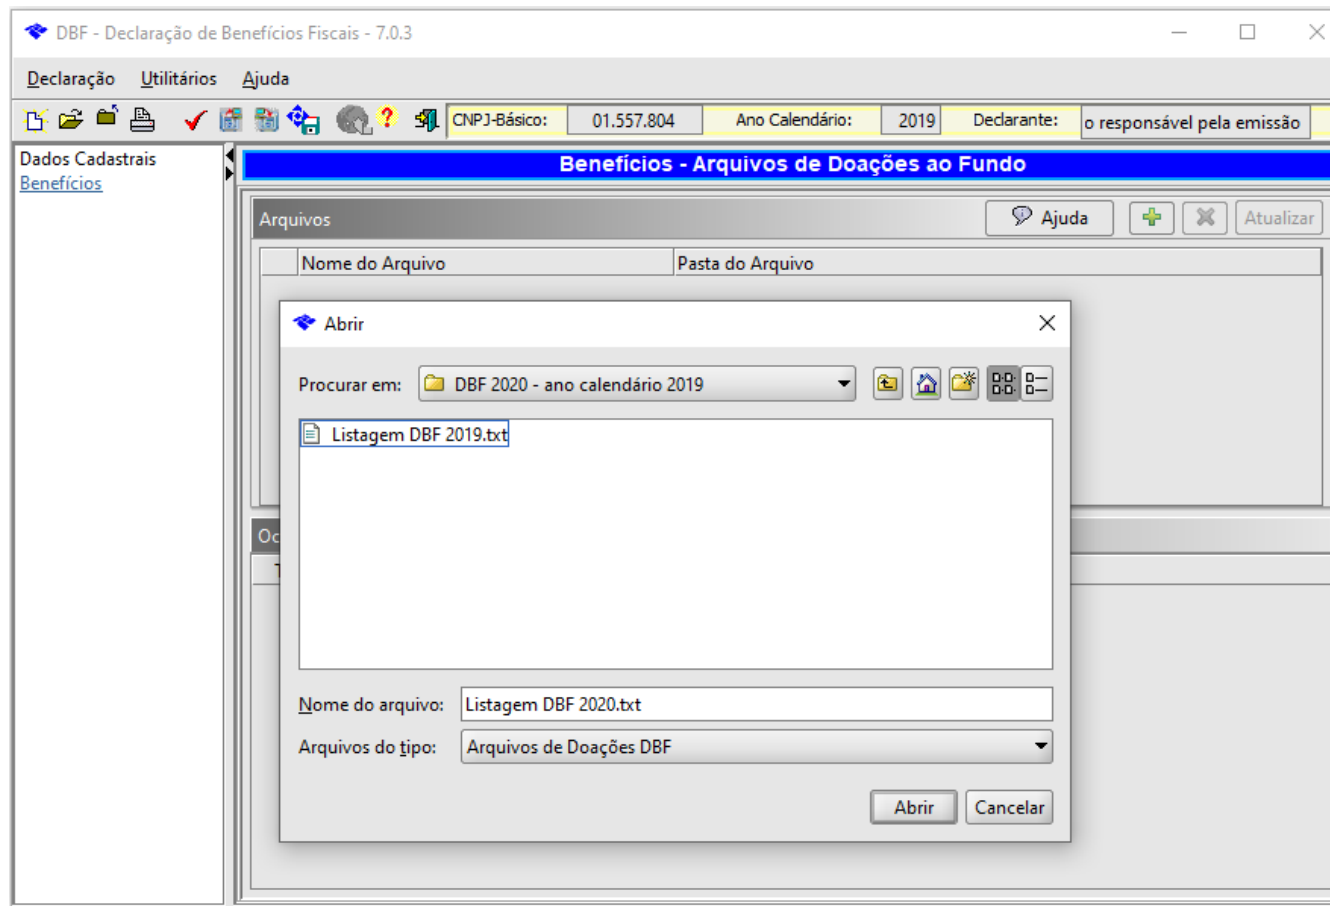 DBF - Declaração de Benefícios Fiscais - 7.0.3
Declaração Utilitários Ajuda
CNPJ-Básico: 01.557.804 Ano Calendário: 2019 Declarante: o responsável pela emissão
Dados Cadastrais
Benefícios
Benefícios - Arquivos de Doações ao Fundo
Arquivos Ajuda Atualizar
Nome do Arquivo Pasta do Arquivo
Abrir
Procurar em: DBF 2020 - ano calendário 2019
Listagem DBF 2019.txt
Oc
Nome do arquivo: Listagem DBF 2020.txt
Arquivos do tipo: Arquivos de Doações DBF
Abrir Cancelar